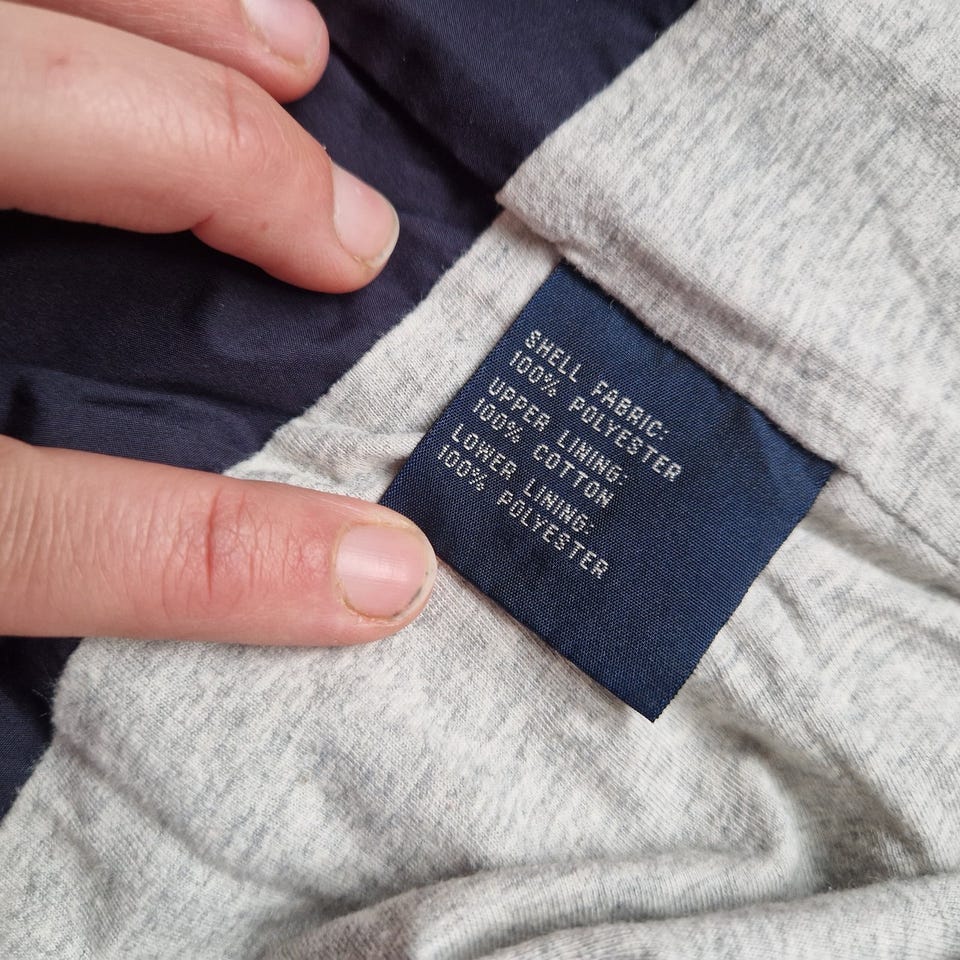 SHELL FABRIC:
100% POLYESTER
UPPER LINING:
100% COTTON
LOWER LINING:
100% POLYESTER